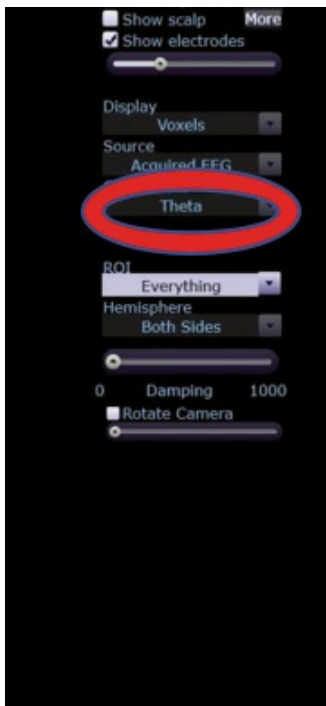 Show scalp More
Show electrodes
Display
Voxels
Source
Acquired EEG
Theta
ROI
Everything
Hemisphere
Both Sides
0 Damping 1000
Rotate Camera